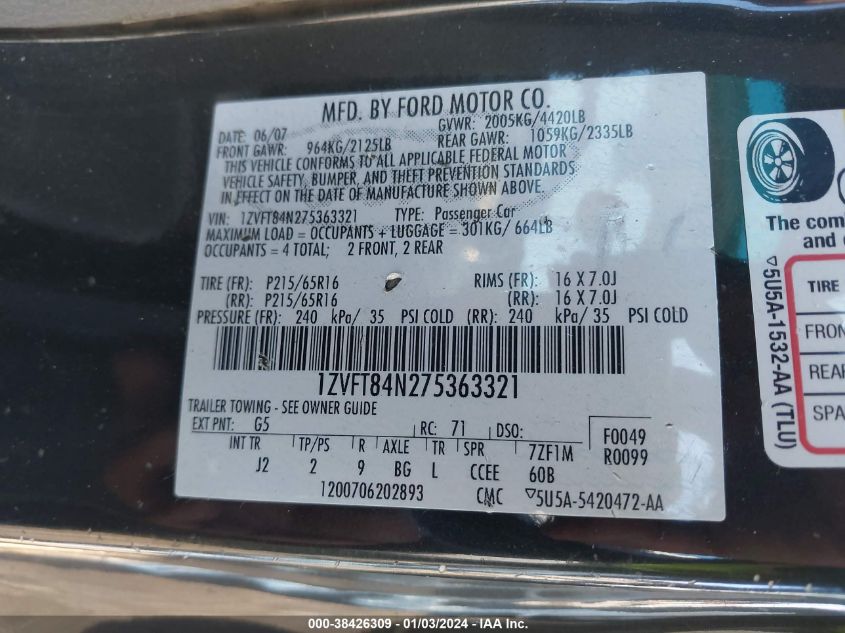 MFD. BY FORD MOTOR CO.
DATE: 06/07 GVWR: 2005KG/4420LB
FRONT GAWR: 964KG/2125LB REAR GAWR: 1059KG/2335LB
THIS VEHICLE CONFORMS TO ALL APPLICABLE FEDERAL MOTOR
VEHICLE SAFETY, BUMPER, AND THEFT PREVENTION STANDARDS
IN EFFECT ON THE DATE OF MANUFACTURE SHOWN ABOVE.
VIN: 1ZVFT84N275363321 TYPE: Passenger Car
MAXIMUM LOAD = OCCUPANTS + LUGGAGE = 301KG/ 664LB
OCCUPANTS = 4 TOTAL; 2 FRONT, 2 REAR
TIRE (FR): P215/65R16 RIMS (FR): 16 X 7.0J
(RR): P215/65R16 (RR): 16 X 7.0J
PRESSURE (FR): 240 kPa/ 35 PSI COLD (RR): 240 kPa/ 35 PSI COLD
1ZVFT84N275363321
TRAILER TOWING - SEE OWNER GUIDE
EXT PNT: G5 RC: 71 DSO: F0049
INT TR TP/PS R AXLE TR SPR 7ZF1M R0099
J2 2 9 BG L CCEE 60B
1200706202893 CMC ▽5U5A-5420472-AA
The com
and
▽5U5A-1532-AA (TLU)
TIRE
FRON
REAR
SPA
000-38426309 - 01/03/2024 - IAA Inc.